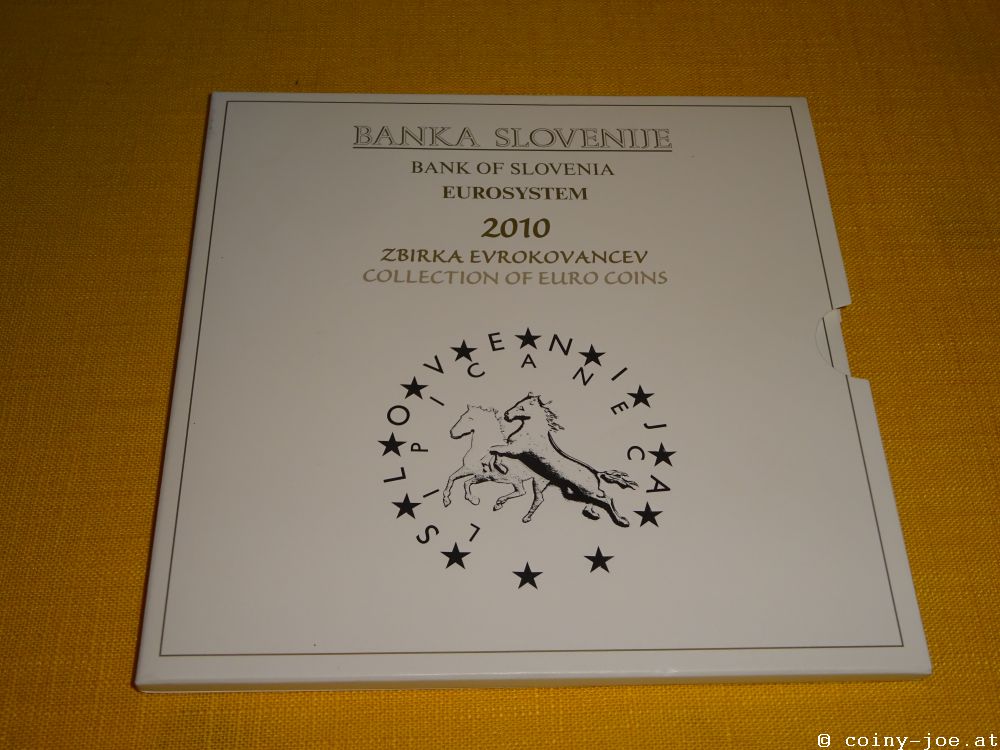 BANKA SLOVENIJE
BANK OF SLOVENIA
EUROSYSTEM
2010
ZBIRKA EVROKOVANCEV
COLLECTION OF EURO COINS
SLOVENIJA
LIPICANEC
© coiny-joe.at